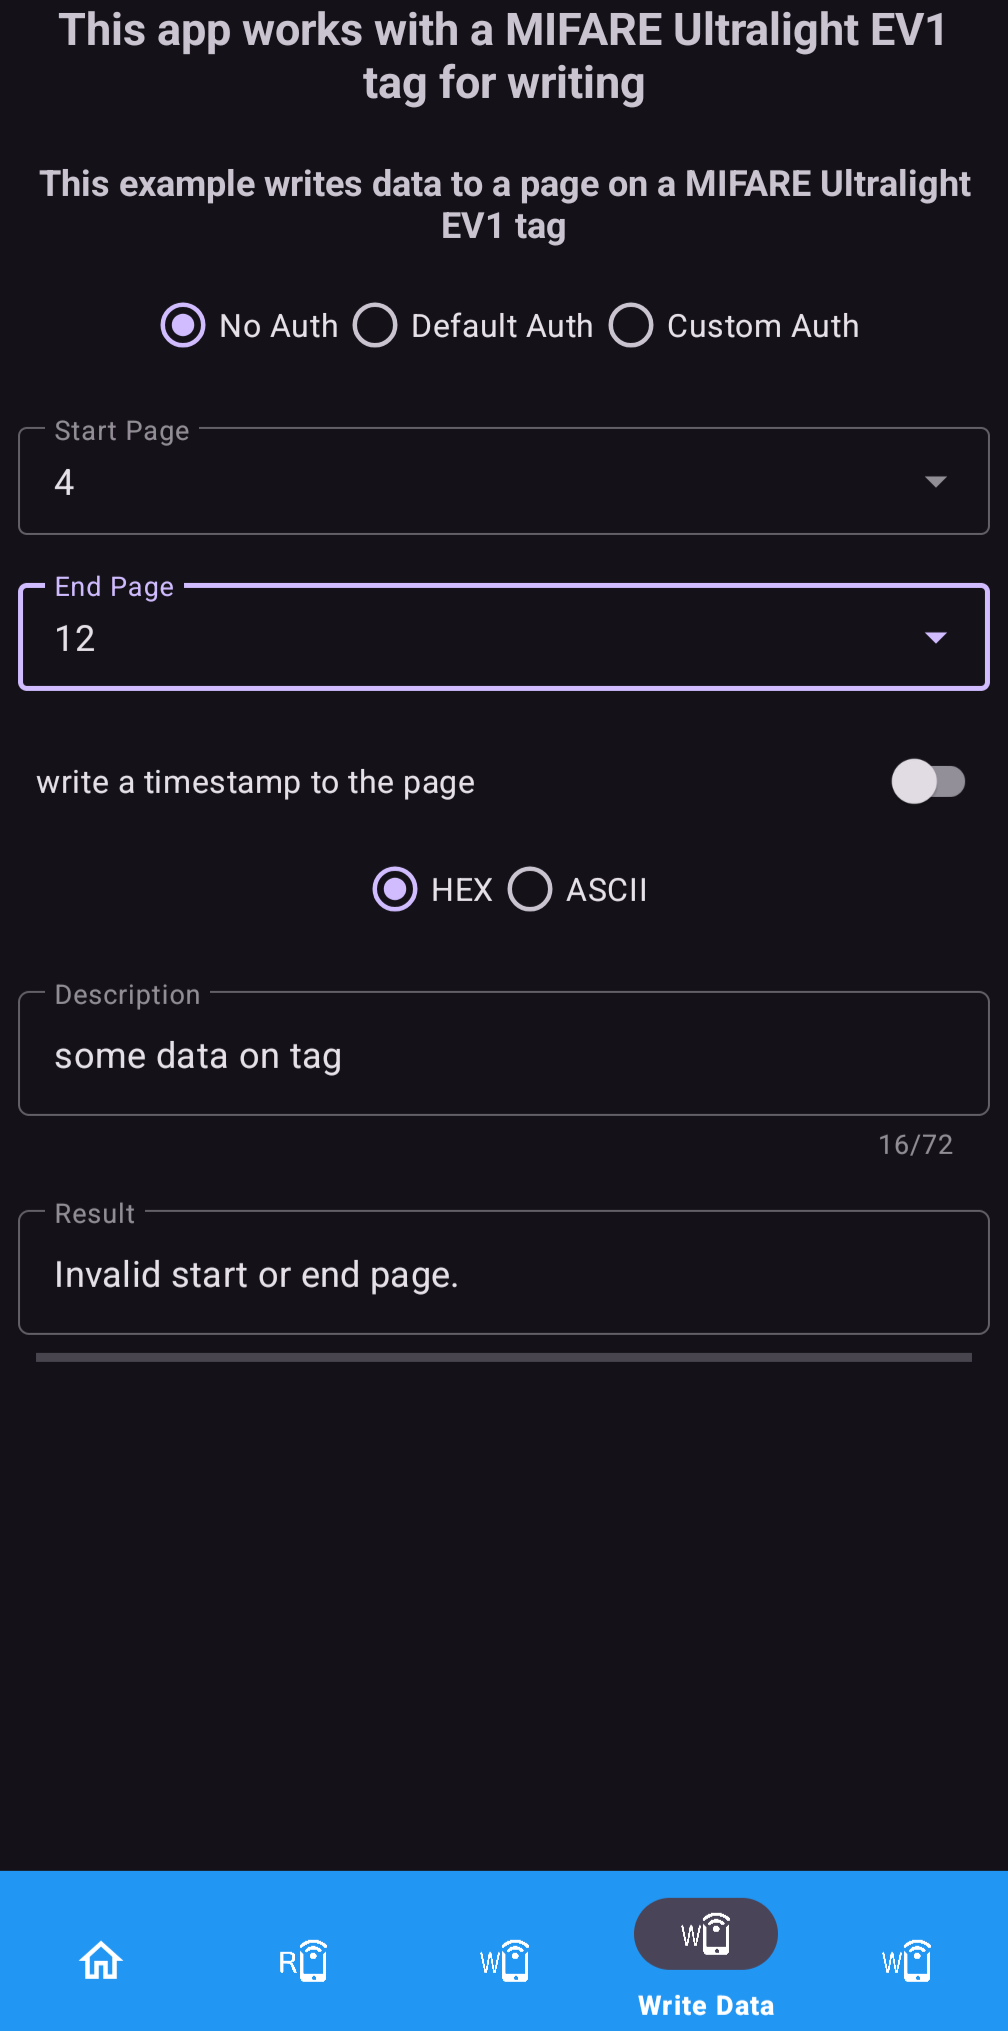 This app works with a MIFARE Ultralight EV1
tag for writing
This example writes data to a page on a MIFARE Ultralight
EV1 tag
No Auth Default Auth Custom Auth
Start Page
4
End Page
12
write a timestamp to the page
HEX ASCII
Description
some data on tag
16/72
Result
Invalid start or end page.
R W W W
Write Data